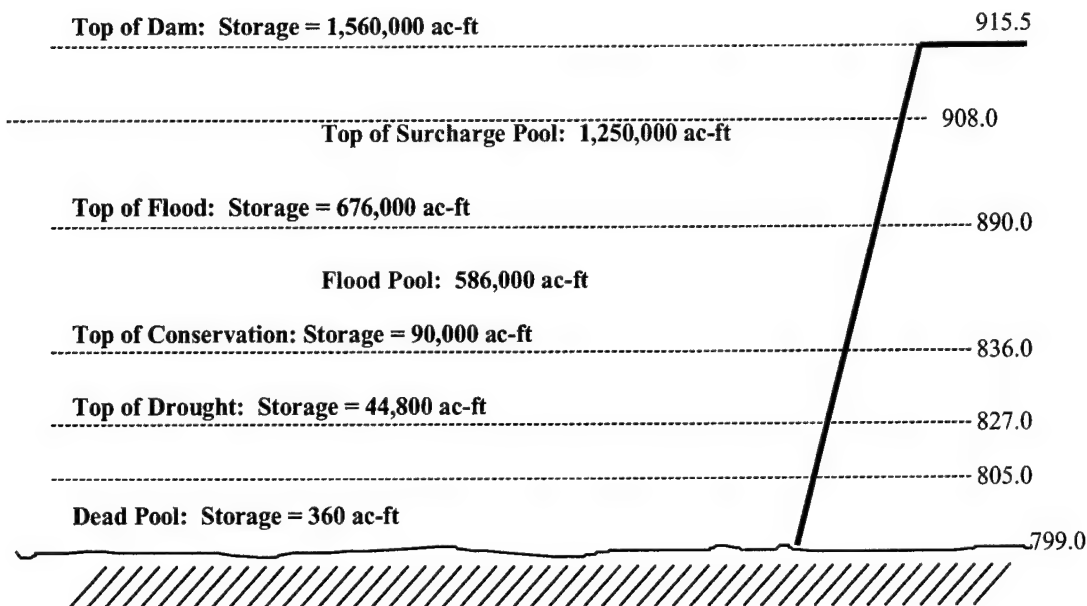 Top of Dam: Storage = 1,560,000 ac-ft 915.5
908.0
Top of Surcharge Pool: 1,250,000 ac-ft
Top of Flood: Storage = 676,000 ac-ft
890.0
Flood Pool: 586,000 ac-ft
Top of Conservation: Storage = 90,000 ac-ft
836.0
Top of Drought: Storage = 44,800 ac-ft
827.0
805.0
Dead Pool: Storage = 360 ac-ft
799.0